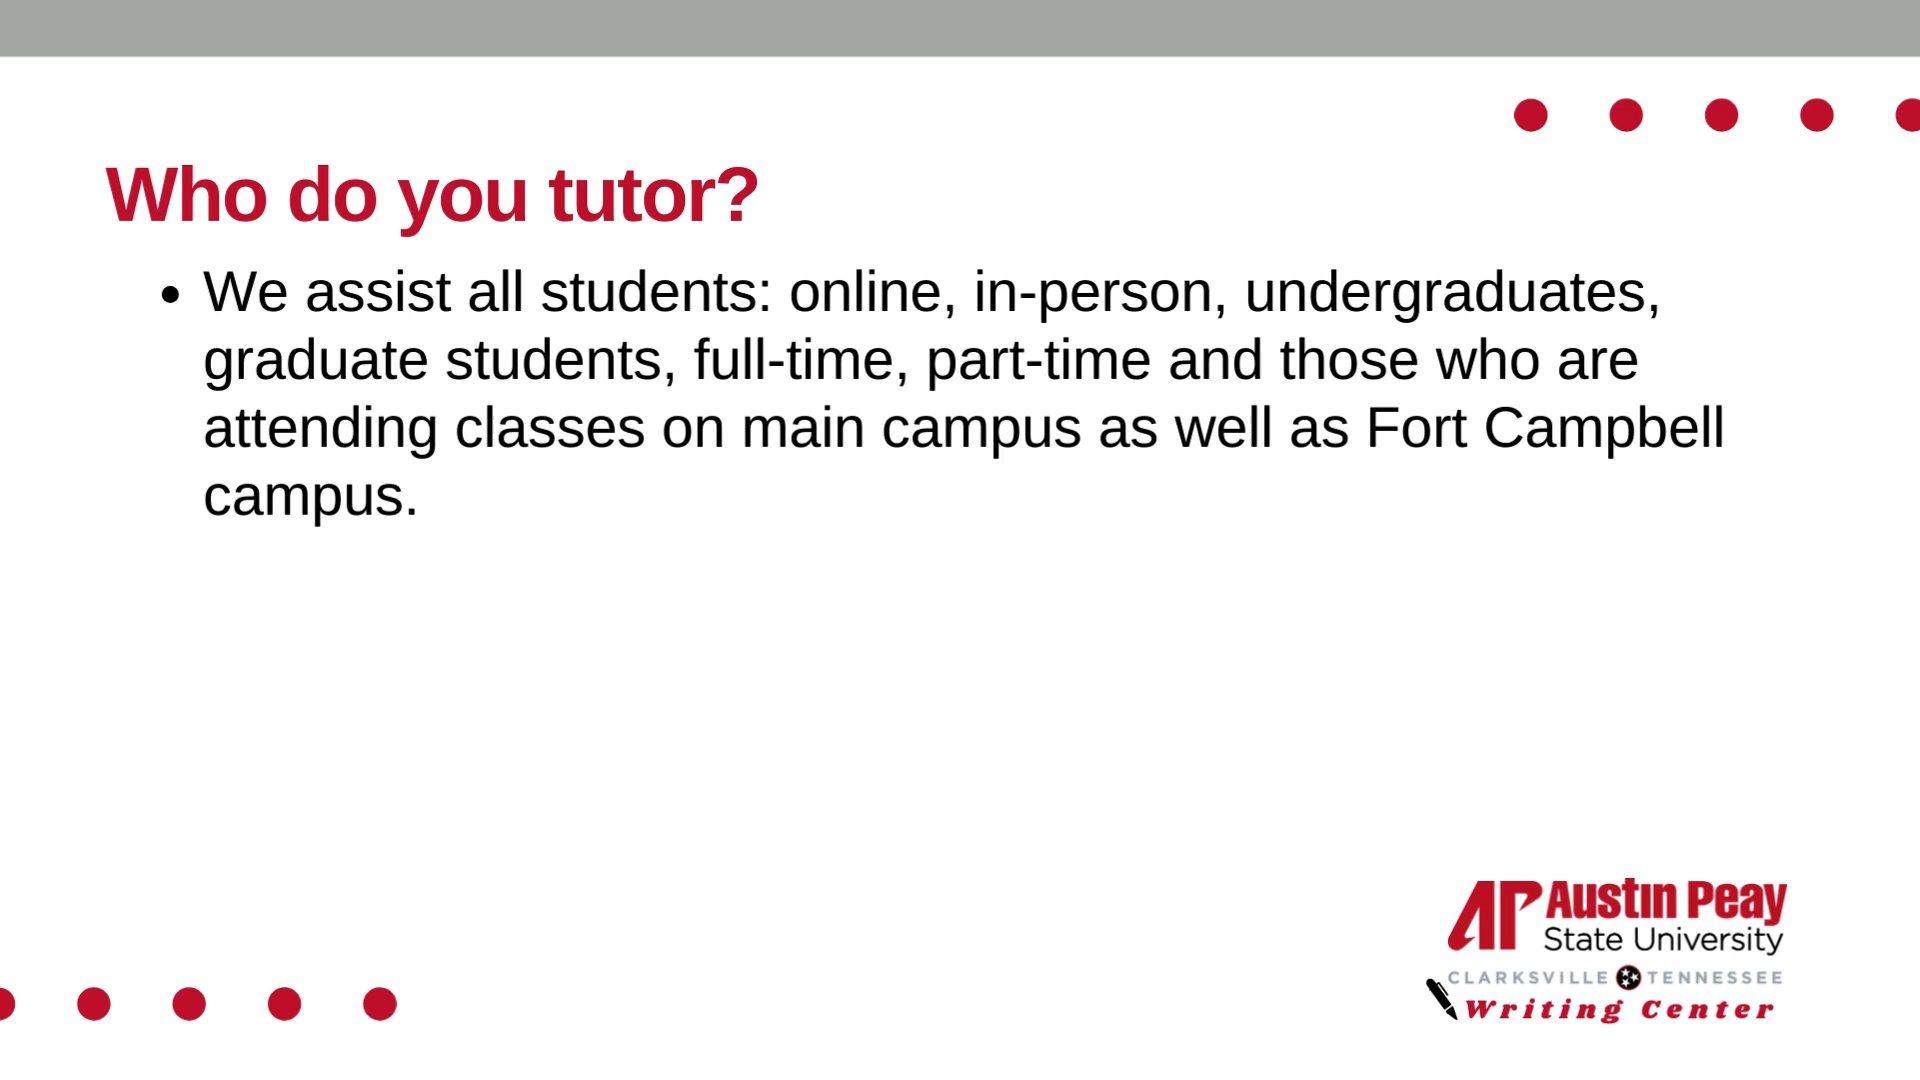 Who do you tutor?
• We assist all students: online, in-person, undergraduates,
graduate students, full-time, part-time and those who are
attending classes on main campus as well as Fort Campbell
campus.
AP Austin Peay
State University
CLARKSVILLE TENNESSEE
Writing Center